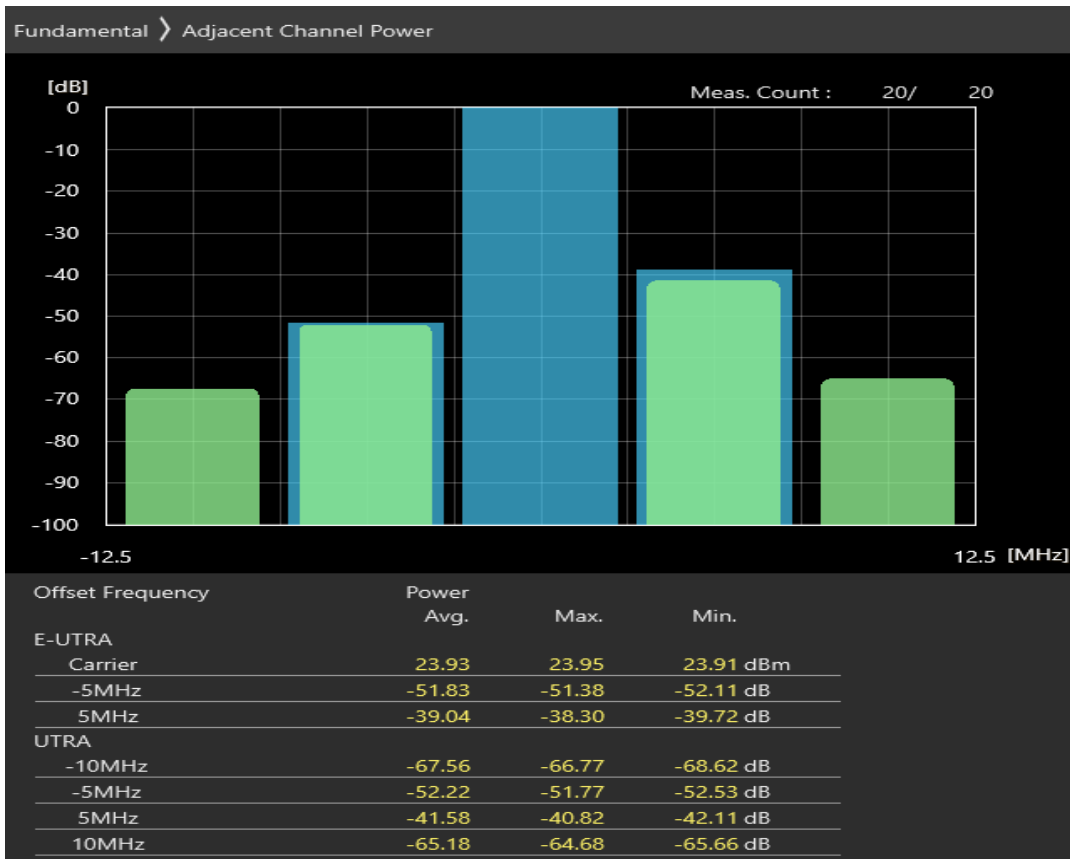 Fundamental 〉 Adjacent Channel Power
[dB]
Meas. Count : 20/ 20
0
-10
-20
-30
-40
-50
-60
-70
-80
-90
-100
-12.5 12.5 [MHz]
Offset Frequency Power
Avg. Max. Min.
E-UTRA
Carrier 23.93 23.95 23.91 dBm
-5MHz -51.83 -51.38 -52.11 dB
5MHz -39.04 -38.30 -39.72 dB
UTRA
-10MHz -67.56 -66.77 -68.62 dB
-5MHz -52.22 -51.77 -52.53 dB
5MHz -41.58 -40.82 -42.11 dB
10MHz -65.18 -64.68 -65.66 dB